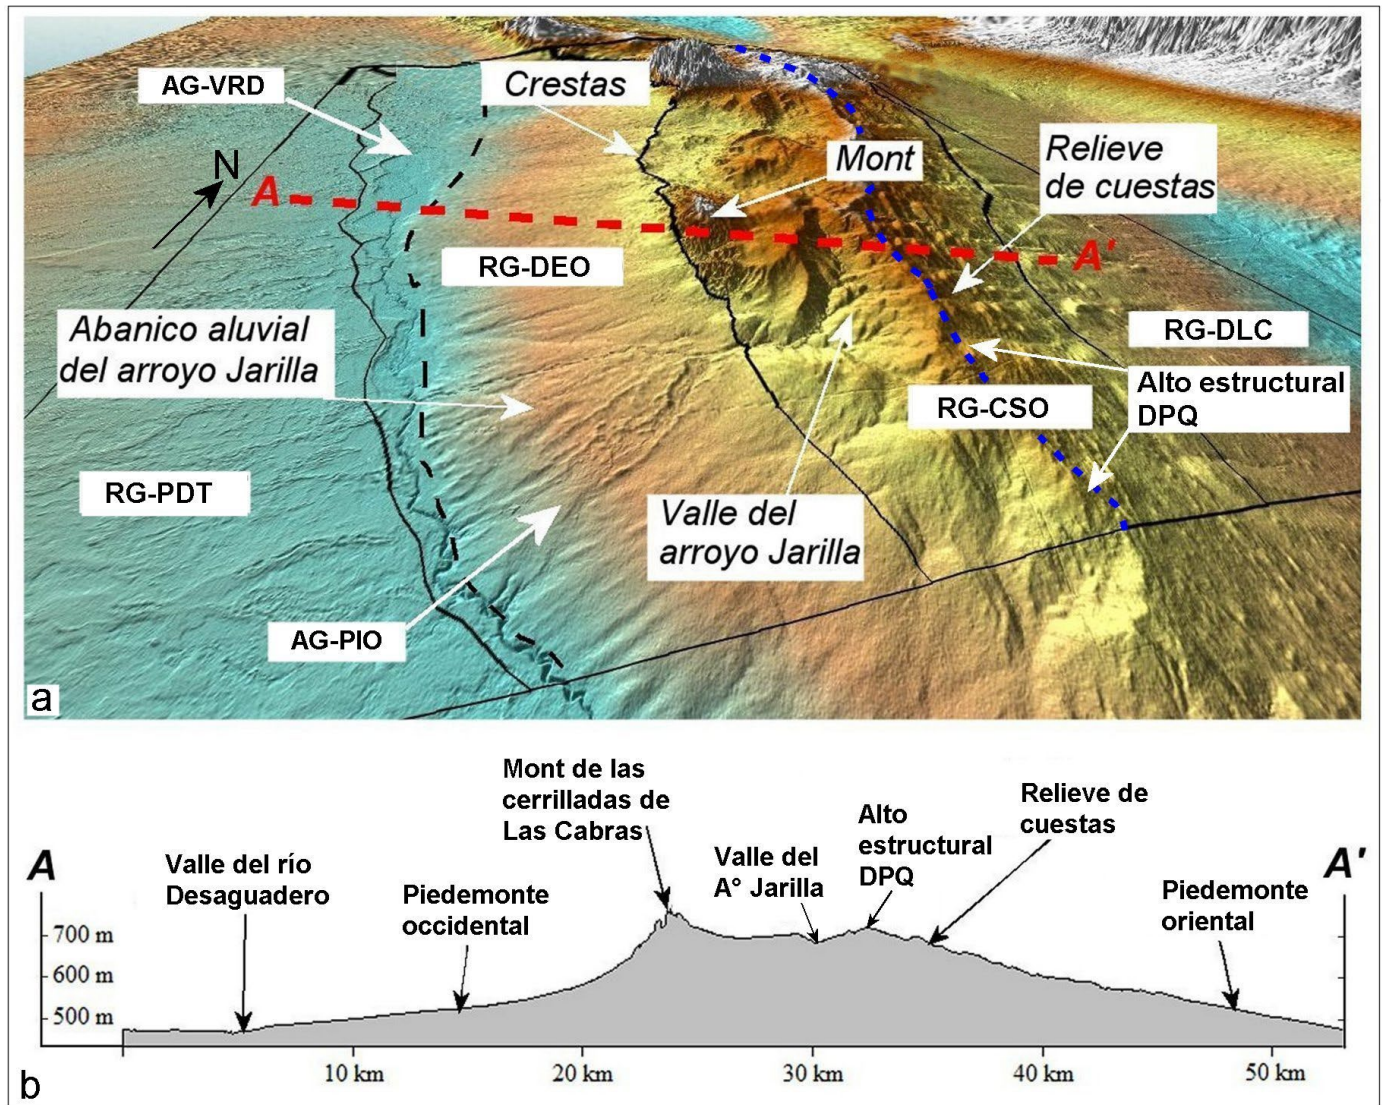 AG-VRD
Crestas
N
A
Mont
Relieve
de cuestas
A'
RG-DEO
Abanico aluvial
del arroyo Jarilla
RG-DLC
Alto estructural
DPQ
RG-CSO
RG-PDT
Valle del
arroyo Jarilla
AG-PIO
a
Mont de las
cerrilladas de
Las Cabras
Relieve de
cuestas
Alto
estructural
DPQ
A
Valle del río
Desaguadero
Valle del
A° Jarilla
A'
Piedemonte
occidental
Piedemonte
oriental
700 m
600 m
500 m
10 km
20 km
30 km
40 km
50 km
b